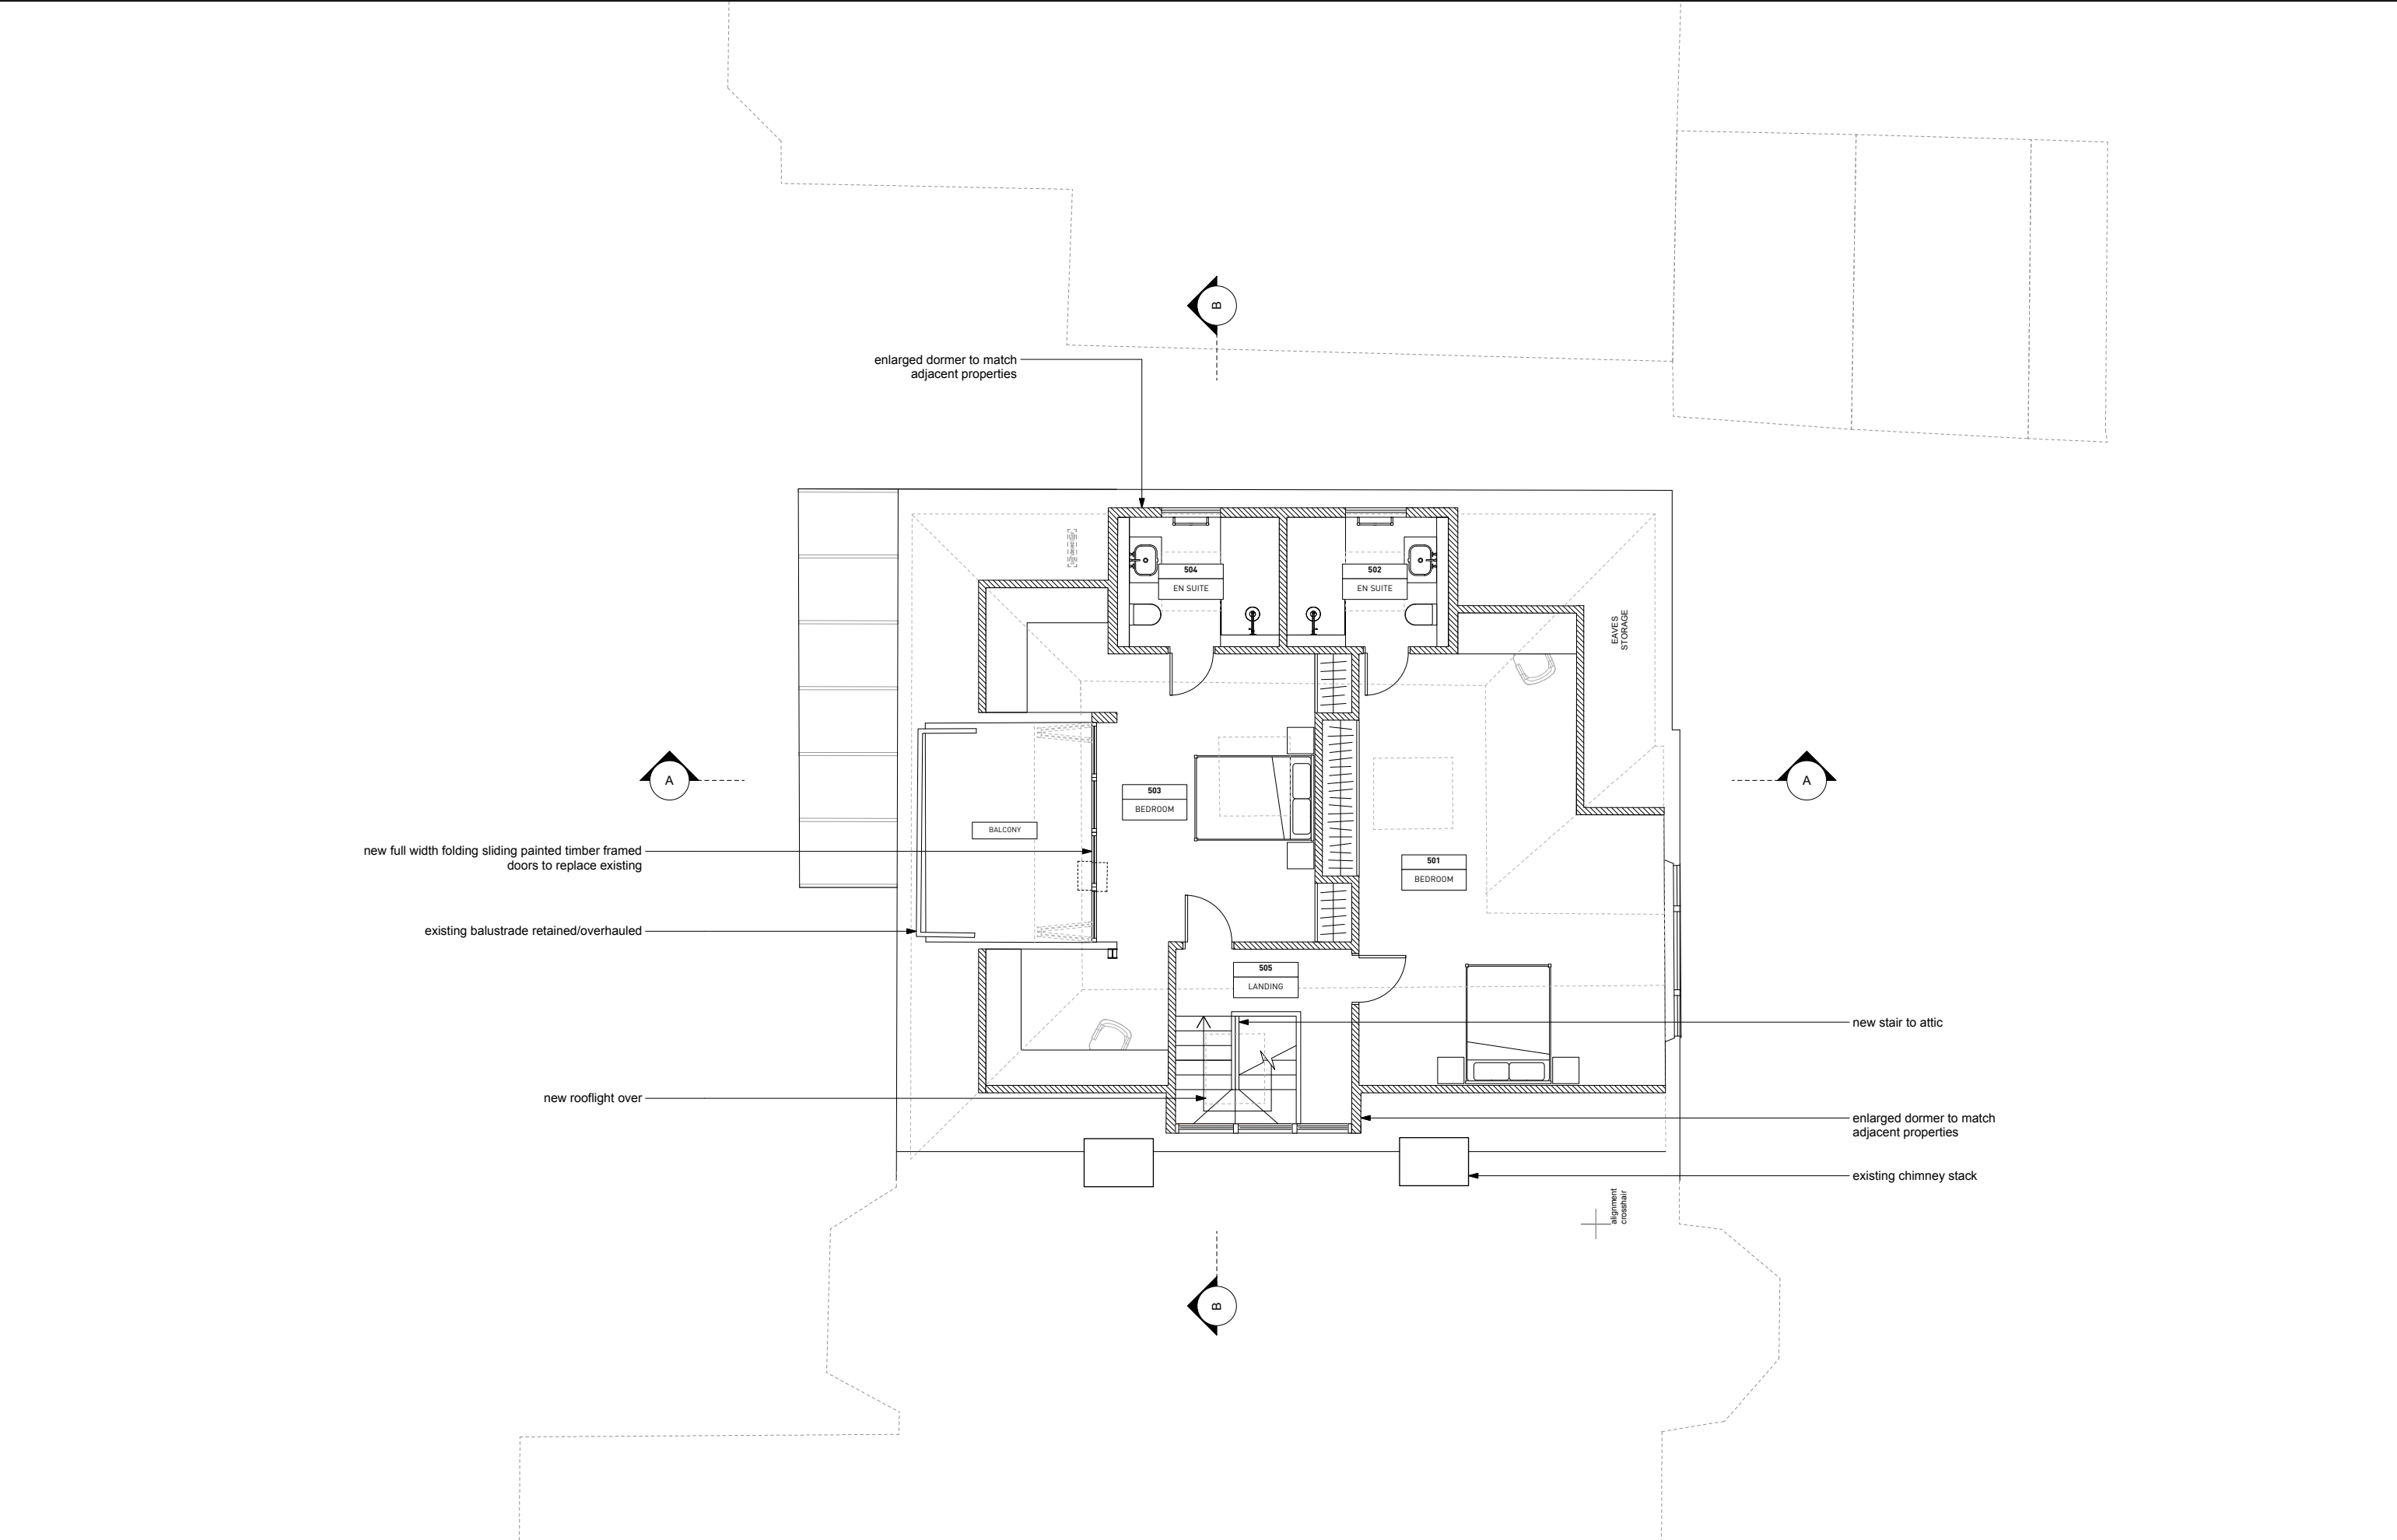 B
enlarged dormer to match
adjacent properties
504
EN SUITE
502
EN SUITE
EAVES
STORAGE
A
503
BEDROOM
A
BALCONY
new full width folding sliding painted timber framed
doors to replace existing
501
BEDROOM
existing balustrade retained/overhauled
505
LANDING
new stair to attic
new rooflight over
enlarged dormer to match
adjacent properties
existing chimney stack
alignment
crosshair
B